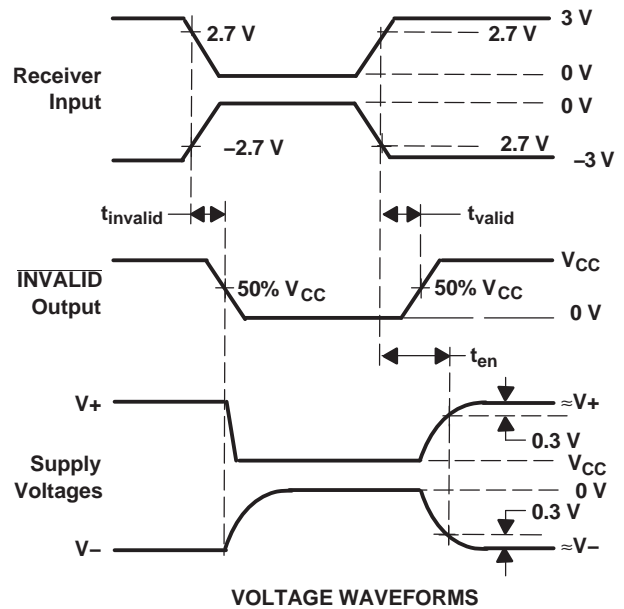 3 V
2.7 V
2.7 V
Receiver
Input
0 V
0 V
–2.7 V
2.7 V
–3 V
tinvalid
tvalid
INVALID
Output
VCC
50% VCC
50% VCC
0 V
ten
V+
≈V+
0.3 V
Supply
Voltages
VCC
0 V
0.3 V
V–
≈V–
VOLTAGE WAVEFORMS